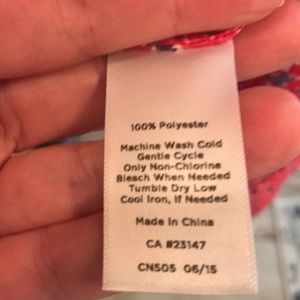 100% Polyester
Machine Wash Cold
Gentle Cycle
Only Non-Chlorine
Bleach When Needed
Tumble Dry Low
Cool Iron, If Needed
Made In China
CA #23147
CN505 06/15